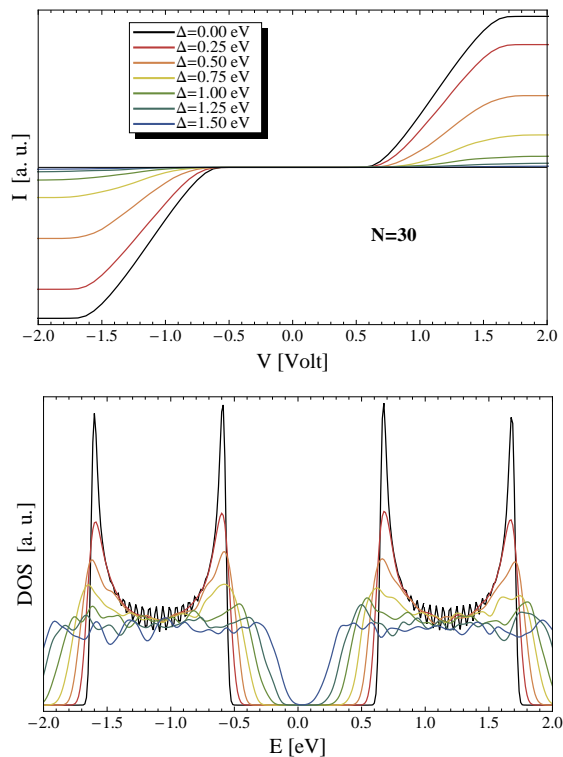 Δ=0.00 eV
Δ=0.25 eV
Δ=0.50 eV
Δ=0.75 eV
Δ=1.00 eV
Δ=1.25 eV
Δ=1.50 eV
I [a. u.]
N=30
−2.0 −1.5 −1.0 −0.5 0.0 0.5 1.0 1.5 2.0
V [Volt]
DOS [a. u.]
−2.0 −1.5 −1.0 −0.5 0.0 0.5 1.0 1.5 2.0
E [eV]